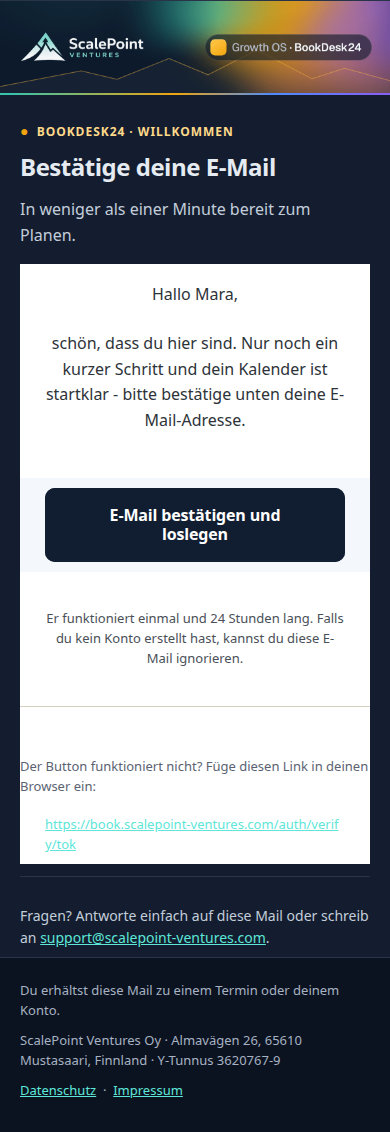 ScalePoint
VENTURES
Growth OS · BookDesk24
BOOKDESK24 · WILLKOMMEN
Bestätige deine E-Mail
In weniger als einer Minute bereit zum
Planen.
Hallo Mara,
schön, dass du hier sind. Nur noch ein
kurzer Schritt und dein Kalender ist
startklar - bitte bestätige unten deine E-
Mail-Adresse.
E-Mail bestätigen und
loslegen
Er funktioniert einmal und 24 Stunden lang. Falls
du kein Konto erstellt hast, kannst du diese E-
Mail ignorieren.
Der Button funktioniert nicht? Füge diesen Link in deinen
Browser ein:
https://book.scalepoint-ventures.com/auth/verif
y/tok
Fragen? Antworte einfach auf diese Mail oder schreib
an support@scalepoint-ventures.com.
Du erhältst diese Mail zu einem Termin oder deinem
Konto.
ScalePoint Ventures Oy · Almavägen 26, 65610
Mustasaari, Finnland · Y-Tunnus 3620767-9
Datenschutz · Impressum